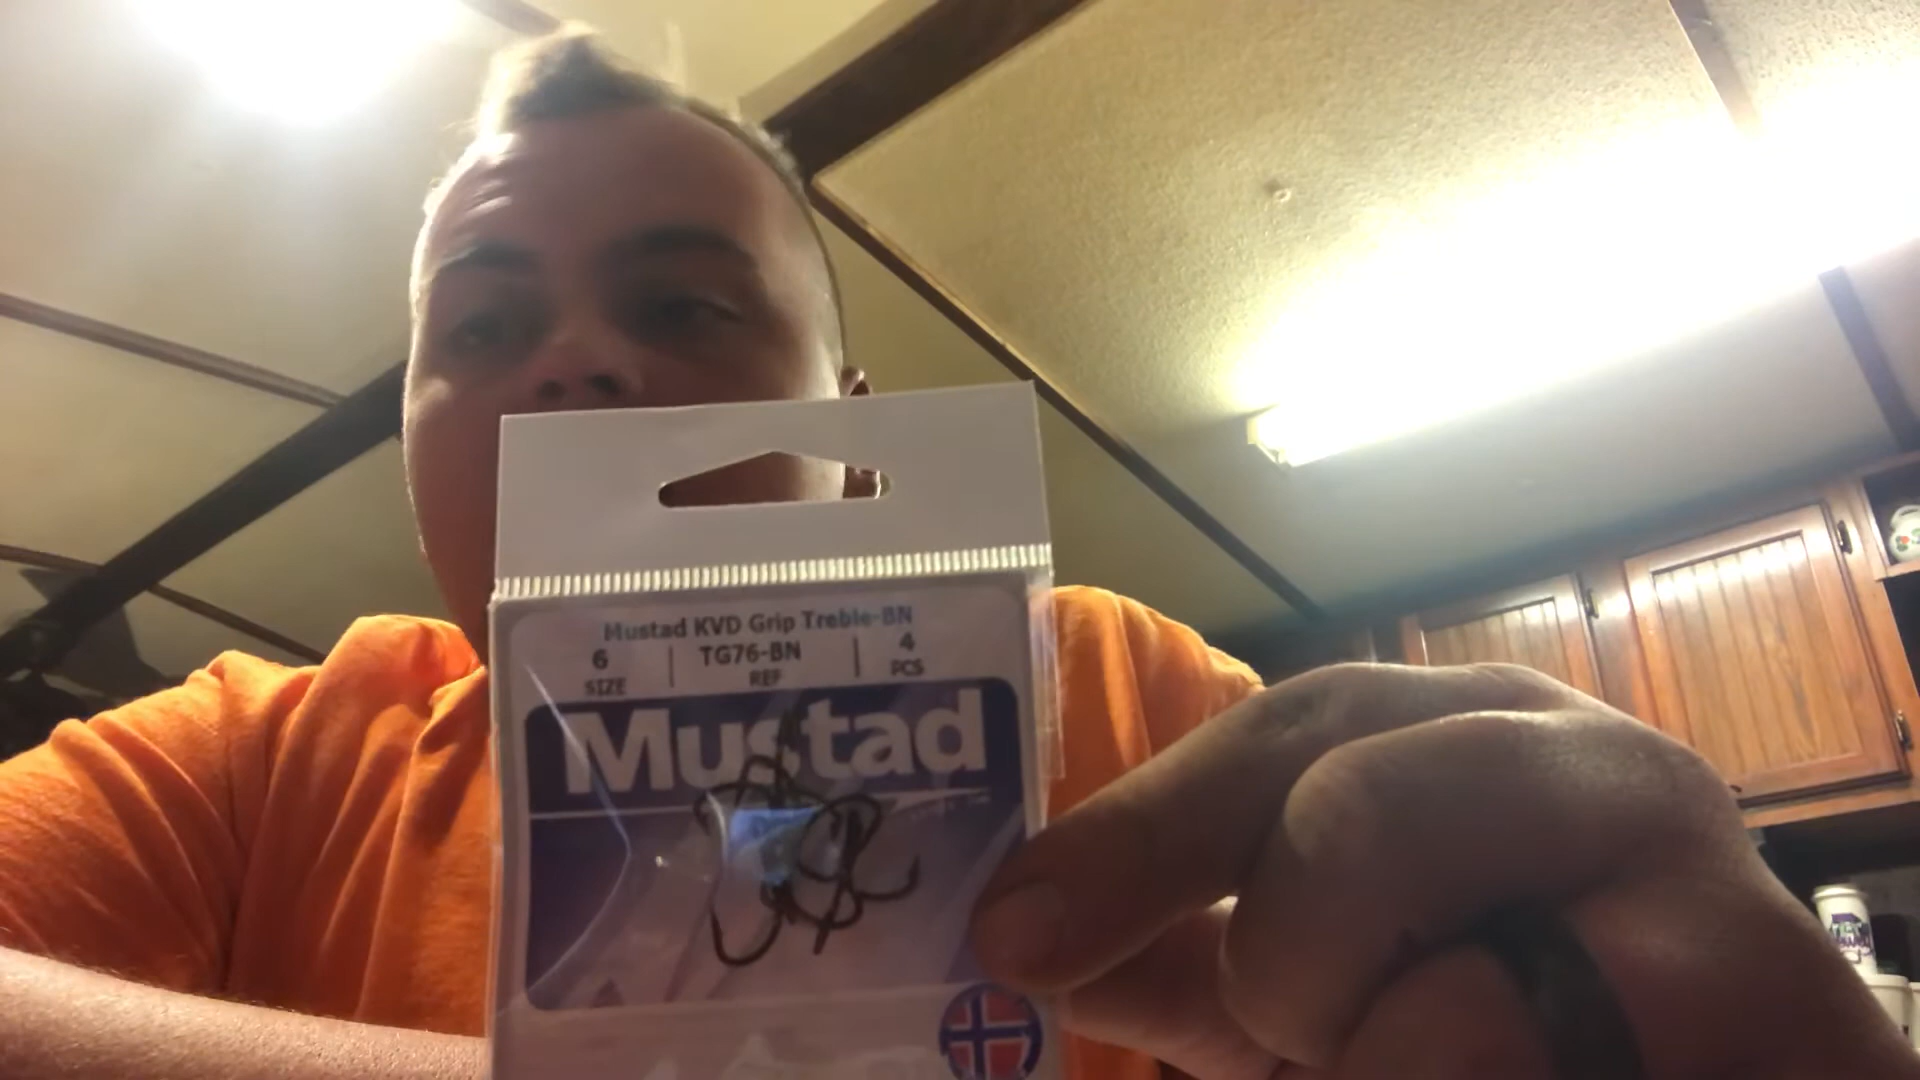 Mustad KVD Grip Treble-BN
6 TG76-BN 4
SIZE REF PCS
Mustad